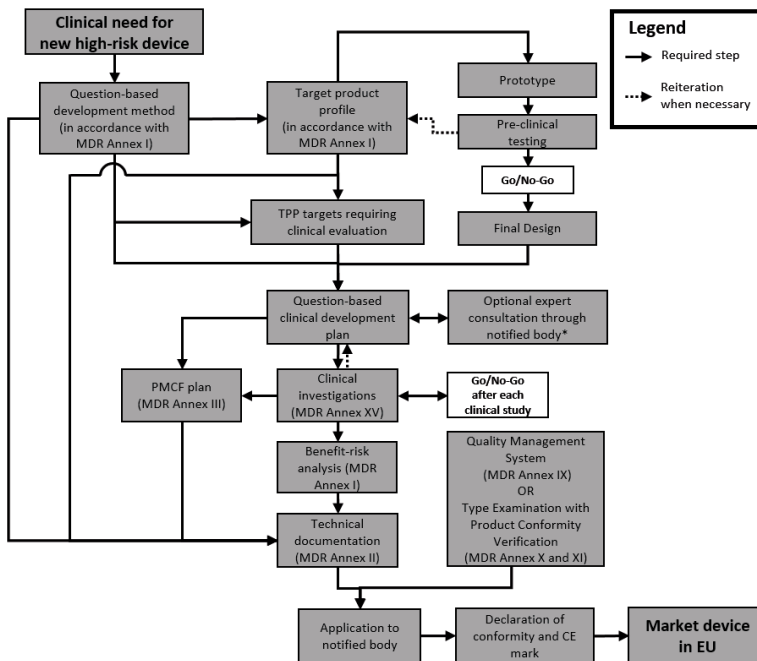 Clinical need for
new high-risk device
Legend
Required step
Reiteration
when necessary
Question-based
development method
(in accordance with
MDR Annex I)
Target product
profile
(in accordance with
MDR Annex I)
Prototype
Pre-clinical
testing
Go/No-Go
TPP targets requiring
clinical evaluation
Final Design
Question-based
clinical development
plan
Optional expert
consultation through
notified body*
PMCF plan
(MDR Annex III)
Clinical
investigations
(MDR Annex XV)
Go/No-Go
after each
clinical study
Benefit-risk
analysis (MDR
Annex I)
Quality Management
System
(MDR Annex IX)
OR
Type Examination with
Product Conformity
Verification
(MDR Annex X and XI)
Technical
documentation
(MDR Annex II)
Application to
notified body
Declaration of
conformity and CE
mark
Market device
in EU